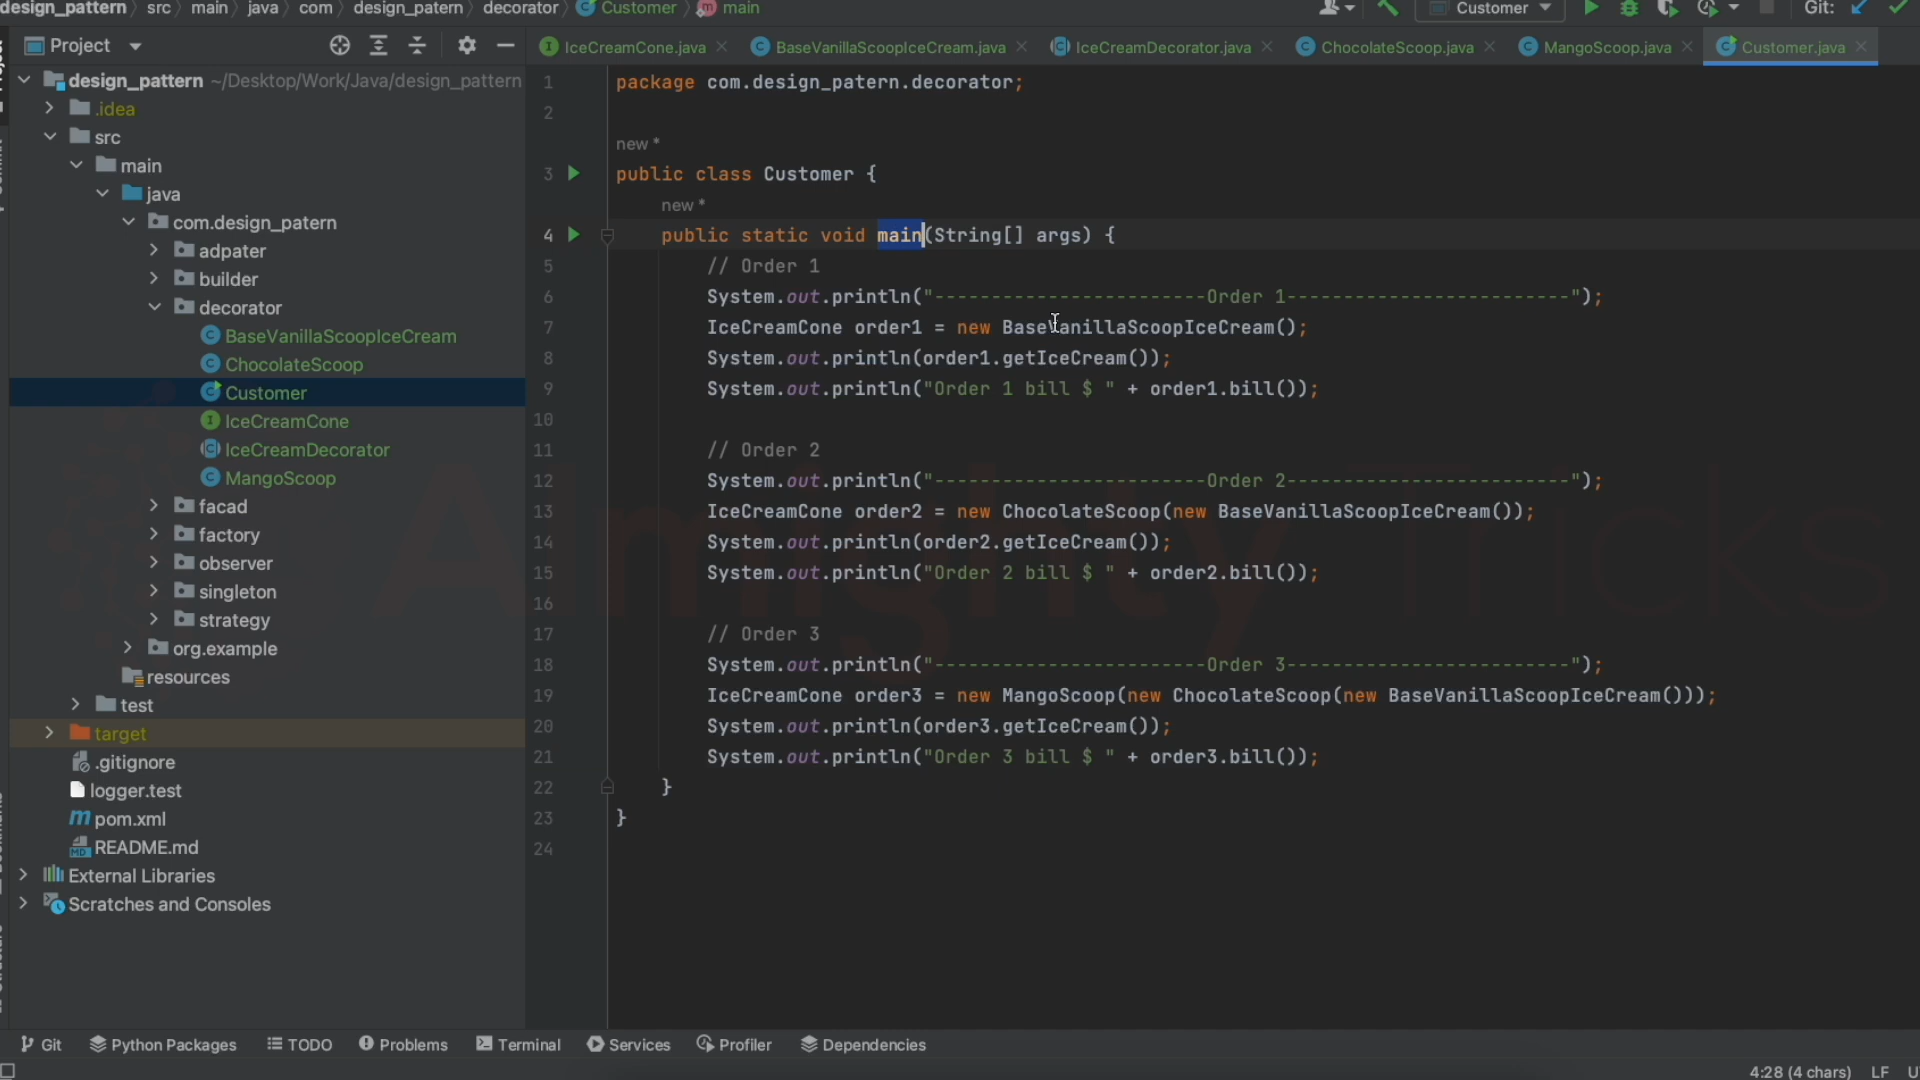 design_pattern src main java com design_patern decorator Customer main
Customer
Git:
Project
IceCreamCone.java BaseVanillaScoopIceCream.java IceCreamDecorator.java ChocolateScoop.java MangoScoop.java Customer.java
design_pattern ~/Desktop/Work/Java/design_pattern
.idea
src
main
java
com.design_patern
adpater
builder
decorator
BaseVanillaScoopIceCream
ChocolateScoop
Customer
IceCreamCone
IceCreamDecorator
MangoScoop
facad
factory
observer
singleton
strategy
org.example
resources
test
target
.gitignore
logger.test
pom.xml
README.md
External Libraries
Scratches and Consoles
1 package com.design_patern.decorator;
2
new *
3 public class Customer {
new *
4 public static void main(String[] args) {
5 // Order 1
6 System.out.println("------------------------Order 1-------------------------");
7 IceCreamCone order1 = new BaseVanillaScoopIceCream();
8 System.out.println(order1.getIceCream());
9 System.out.println("Order 1 bill $ " + order1.bill());
10
11 // Order 2
12 System.out.println("------------------------Order 2-------------------------");
13 IceCreamCone order2 = new ChocolateScoop(new BaseVanillaScoopIceCream());
14 System.out.println(order2.getIceCream());
15 System.out.println("Order 2 bill $ " + order2.bill());
16
17 // Order 3
18 System.out.println("------------------------Order 3-------------------------");
19 IceCreamCone order3 = new MangoScoop(new ChocolateScoop(new BaseVanillaScoopIceCream()));
20 System.out.println(order3.getIceCream());
21 System.out.println("Order 3 bill $ " + order3.bill());
22 }
23 }
24
Almighty Tricks
Git Python Packages TODO Problems Terminal Services Profiler Dependencies
4:28 (4 chars) LF